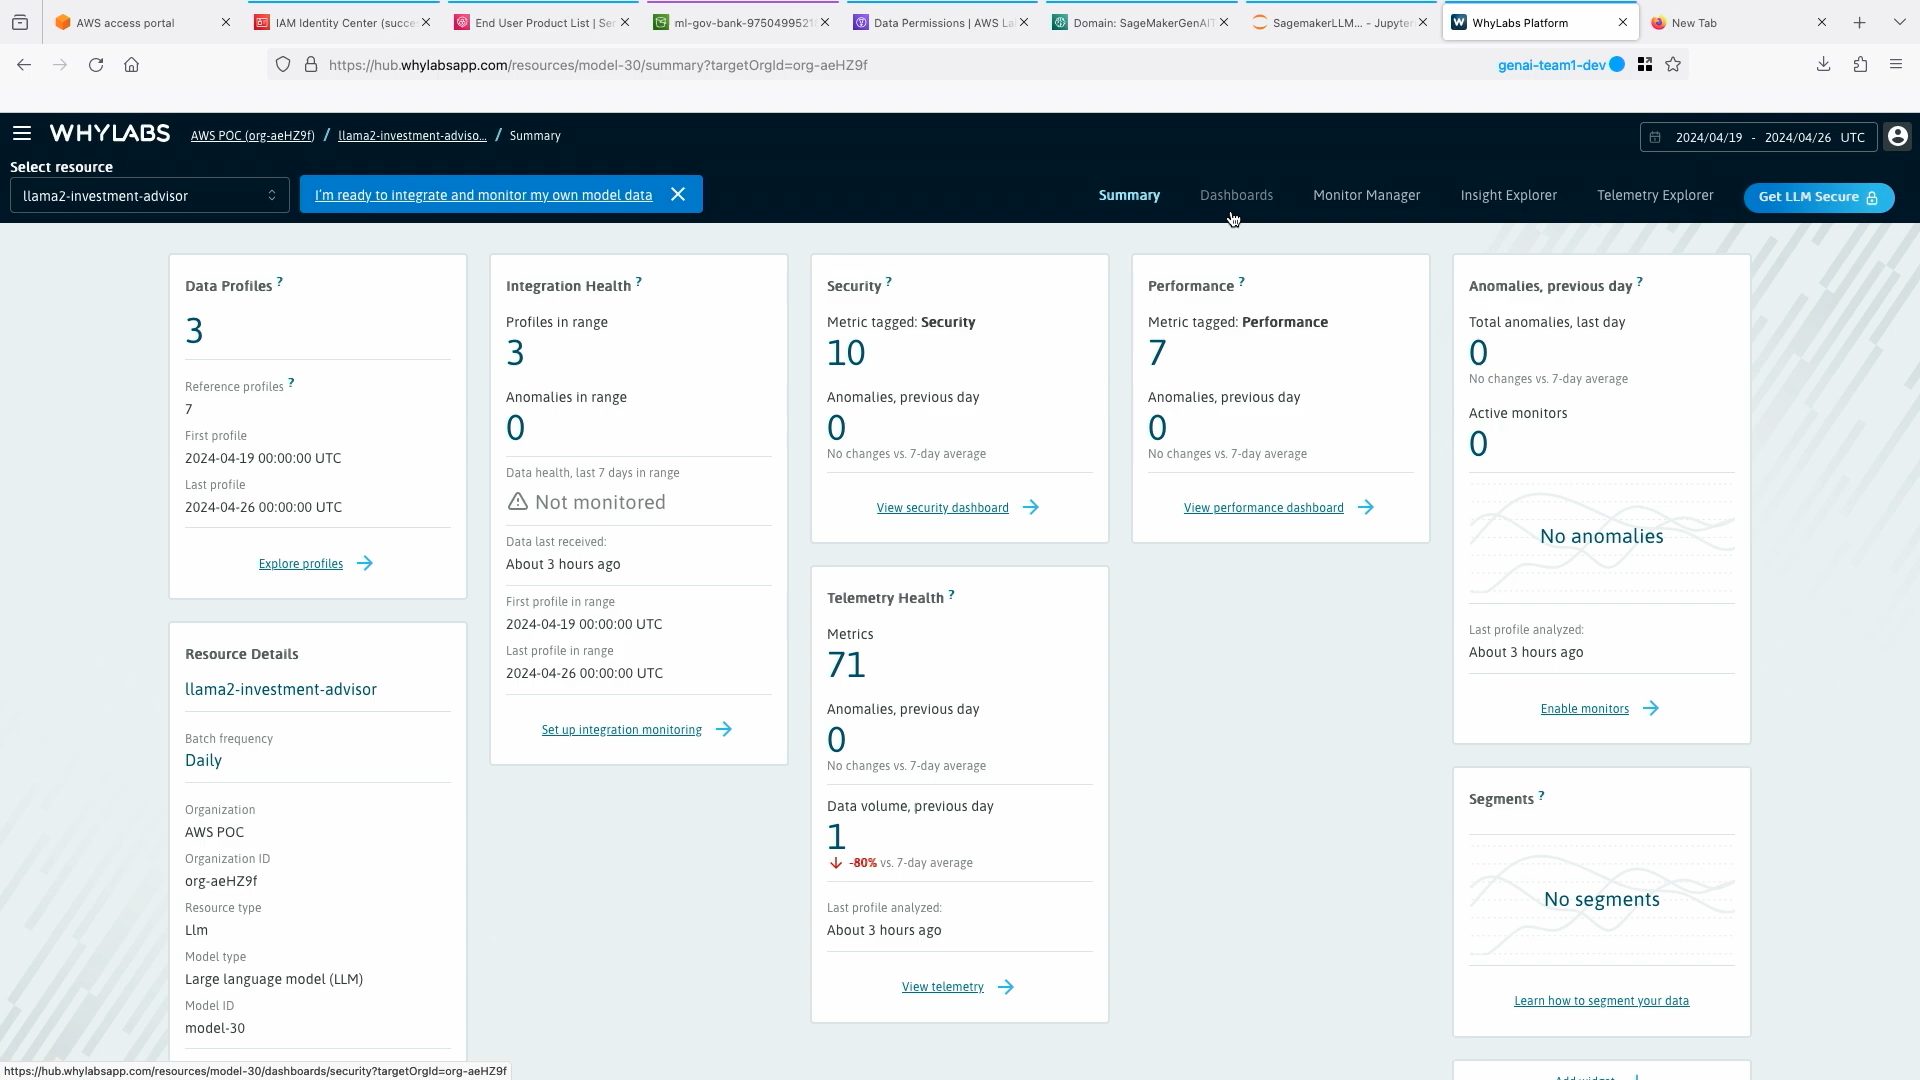 AWS access portal
IAM Identity Center (succe
End User Product List | Ser
ml-gov-bank-9750499521
Data Permissions | AWS La
Domain: SageMakerGenAIT
SagemakerLLM... - Jupyter
WhyLabs Platform
New Tab
https://hub.whylabsapp.com/resources/model-30/summary?targetOrgId=org-aeHZ9f
genai-team1-dev
WHYLABS
AWS POC (org-aeHZ9f) / llama2-investment-adviso... / Summary
2024/04/19 - 2024/04/26 UTC
Select resource
llama2-investment-advisor
I'm ready to integrate and monitor my own model data
Summary
Dashboards
Monitor Manager
Insight Explorer
Telemetry Explorer
Get LLM Secure
Data Profiles ?
3
Reference profiles ?
7
First profile
2024-04-19 00:00:00 UTC
Last profile
2024-04-26 00:00:00 UTC
Explore profiles
Resource Details
llama2-investment-advisor
Batch frequency
Daily
Organization
AWS POC
Organization ID
org-aeHZ9f
Resource type
Llm
Model type
Large language model (LLM)
Model ID
model-30
Integration Health ?
Profiles in range
3
Anomalies in range
0
Data health, last 7 days in range
Not monitored
Data last received:
About 3 hours ago
First profile in range
2024-04-19 00:00:00 UTC
Last profile in range
2024-04-26 00:00:00 UTC
Set up integration monitoring
Security ?
Metric tagged: Security
10
Anomalies, previous day
0
No changes vs. 7-day average
View security dashboard
Telemetry Health ?
Metrics
71
Anomalies, previous day
0
No changes vs. 7-day average
Data volume, previous day
1
-80% vs. 7-day average
Last profile analyzed:
About 3 hours ago
View telemetry
Performance ?
Metric tagged: Performance
7
Anomalies, previous day
0
No changes vs. 7-day average
View performance dashboard
Anomalies, previous day ?
Total anomalies, last day
0
No changes vs. 7-day average
Active monitors
0
No anomalies
Last profile analyzed:
About 3 hours ago
Enable monitors
Segments ?
No segments
Learn how to segment your data
https://hub.whylabsapp.com/resources/model-30/dashboards/security?targetOrgId=org-aeHZ9f